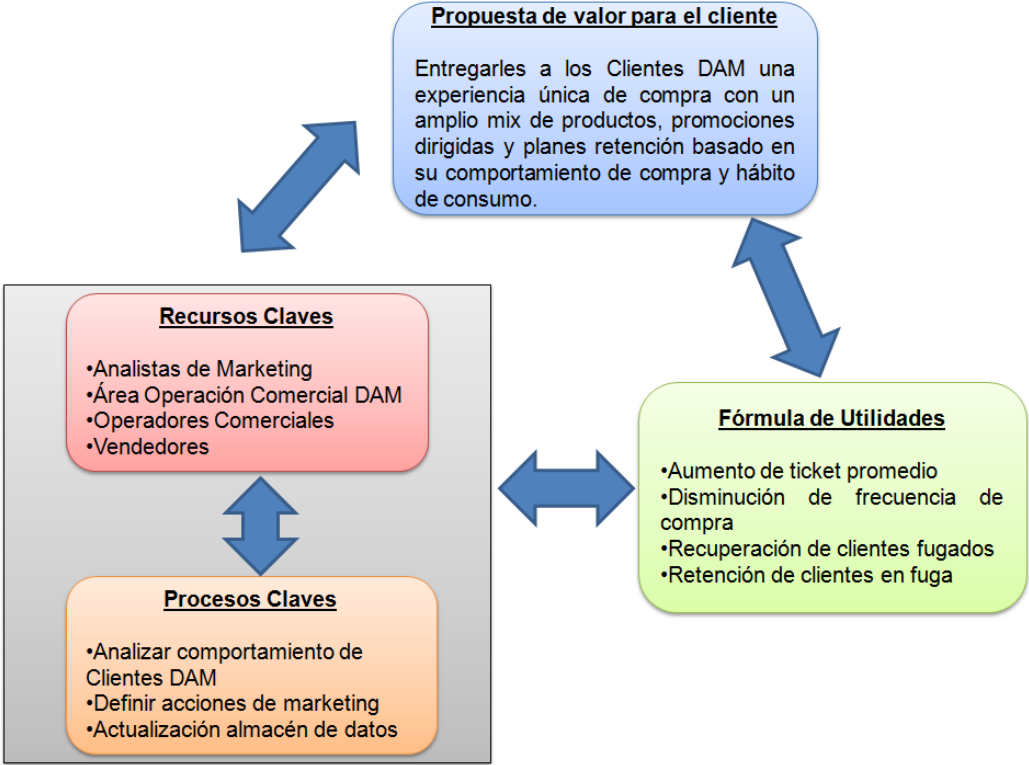 Propuesta de valor para el cliente
Entregarles a los Clientes DAM una
experiencia única de compra con un
amplio mix de productos, promociones
dirigidas y planes retención basado en
su comportamiento de compra y hábito
de consumo.
Recursos Claves
•Analistas de Marketing
•Área Operación Comercial DAM
•Operadores Comerciales
•Vendedores
Fórmula de Utilidades
•Aumento de ticket promedio
•Disminución de frecuencia de
compra
•Recuperación de clientes fugados
•Retención de clientes en fuga
Procesos Claves
•Analizar comportamiento de
Clientes DAM
•Definir acciones de marketing
•Actualización almacén de datos